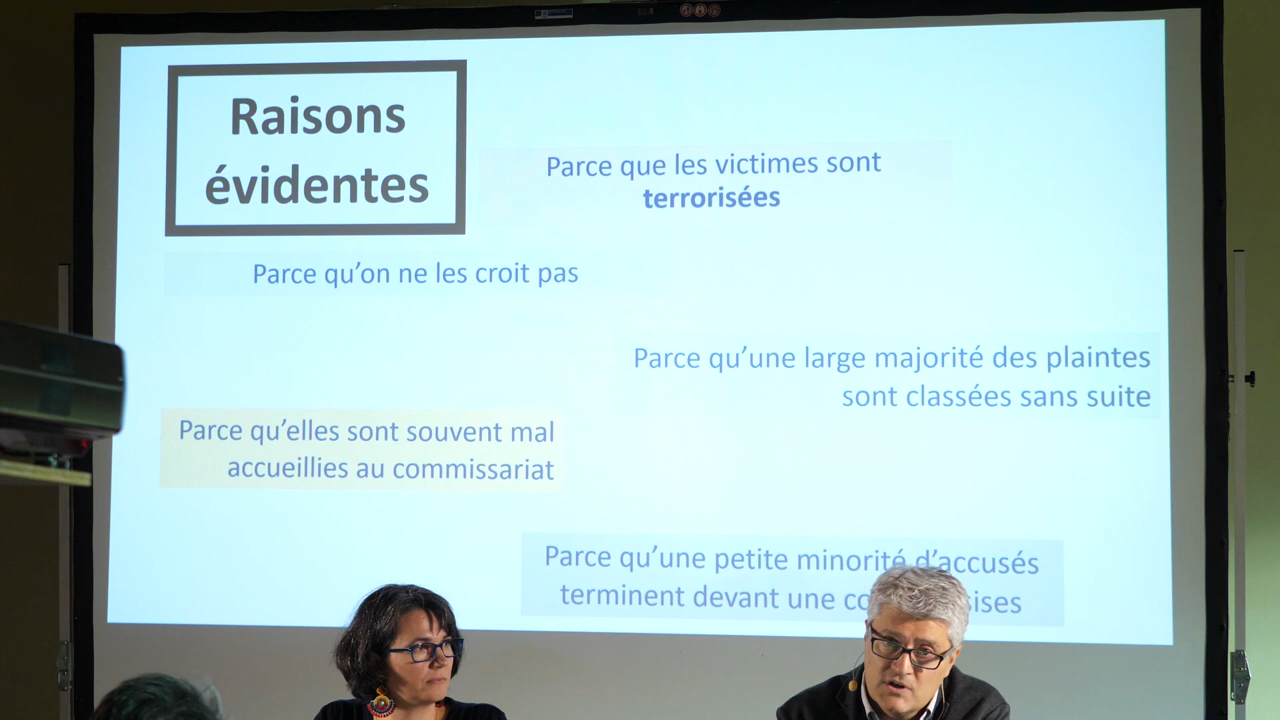 Raisons
évidentes
Parce que les victimes sont
terrorisées
Parce qu’on ne les croit pas
Parce qu’une large majorité des plaintes
sont classées sans suite
Parce qu’elles sont souvent mal
accueillies au commissariat
Parce qu’une petite minorité d’accusés
terminent devant une